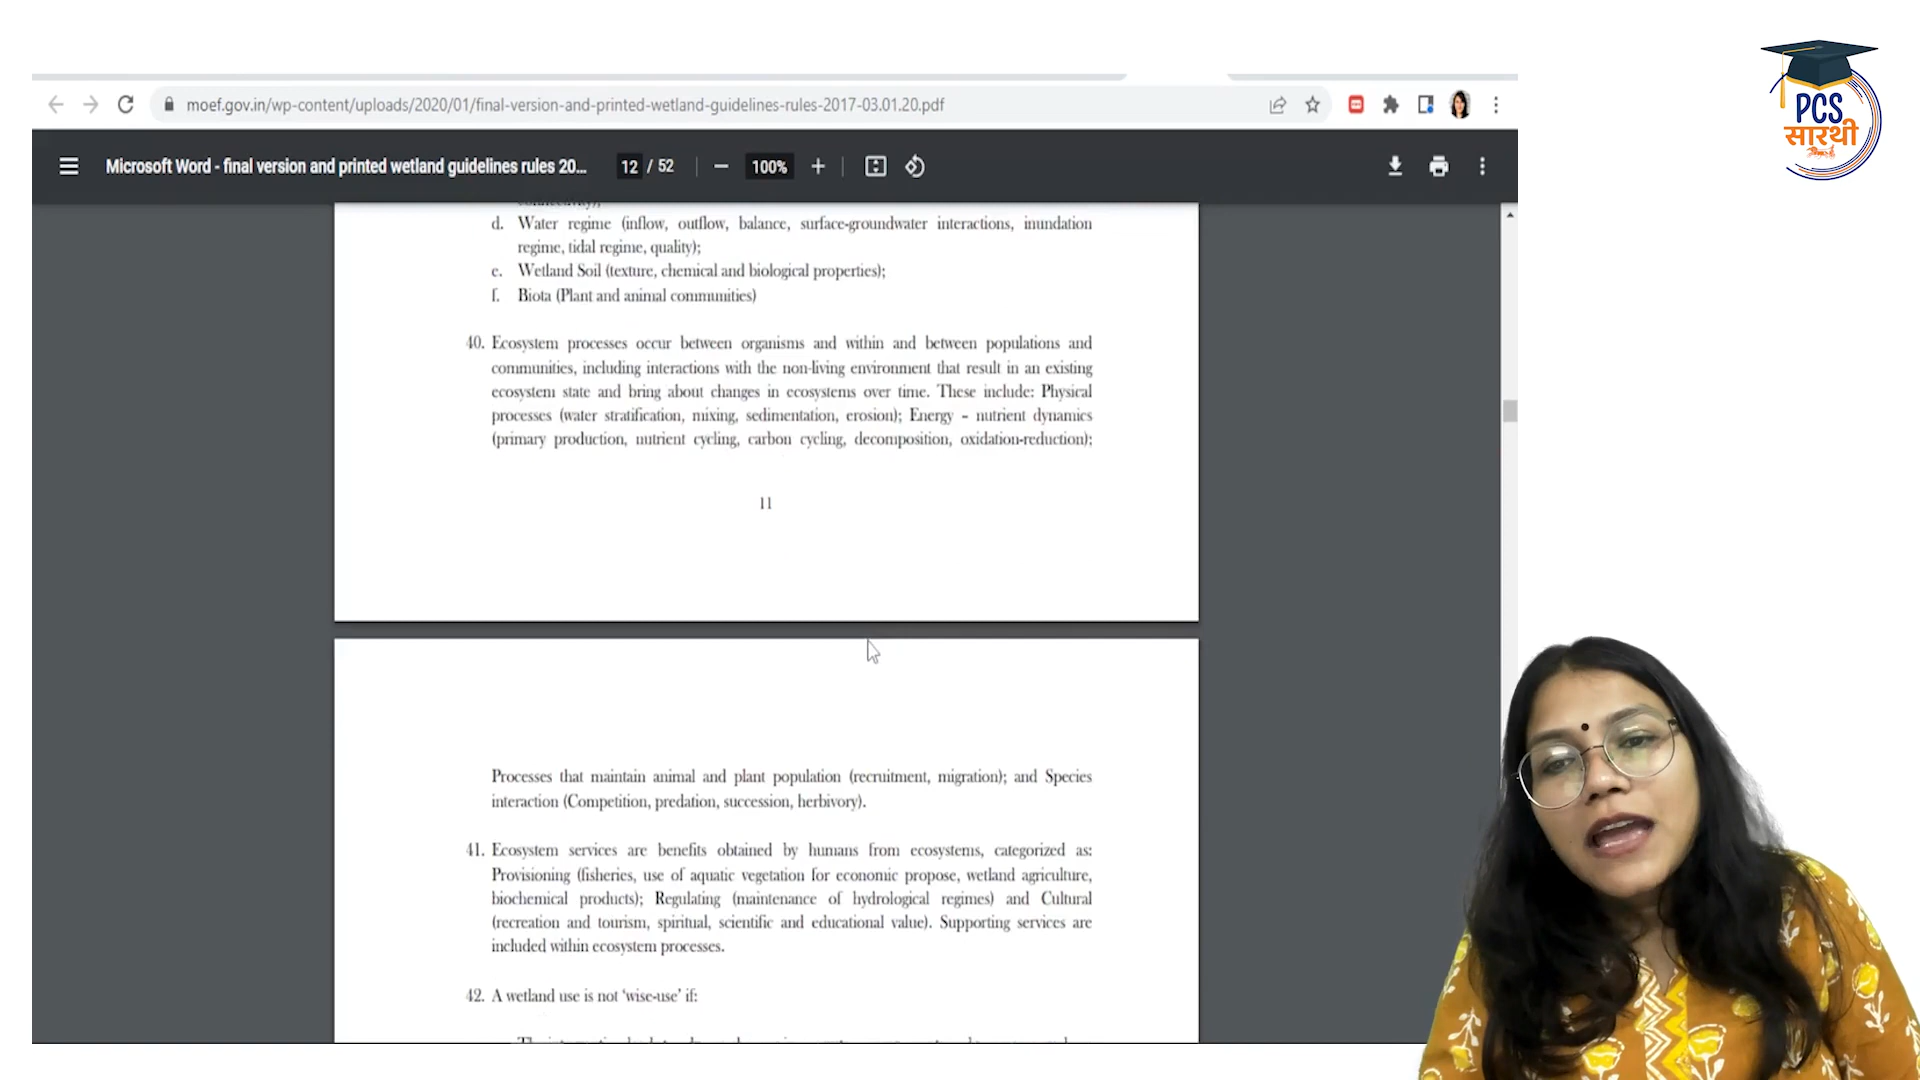 moef.gov.in/wp-content/uploads/2020/01/final-version-and-printed-wetland-guidelines-rules-2017-03.01.20.pdf
PCS
सारथी
Microsoft Word - final version and printed wetland guidelines rules 20... 12 / 52 — 100% +
connectivity);
d. Water regime (inflow, outflow, balance, surface-groundwater interactions, inundation
regime, tidal regime, quality);
e. Wetland Soil (texture, chemical and biological properties);
f. Biota (Plant and animal communities)
40. Ecosystem processes occur between organisms and within and between populations and
communities, including interactions with the non-living environment that result in an existing
ecosystem state and bring about changes in ecosystems over time. These include: Physical
processes (water stratification, mixing, sedimentation, erosion); Energy – nutrient dynamics
(primary production, nutrient cycling, carbon cycling, decomposition, oxidation-reduction);
11
Processes that maintain animal and plant population (recruitment, migration); and Species
interaction (Competition, predation, succession, herbivory).
41. Ecosystem services are benefits obtained by humans from ecosystems, categorized as:
Provisioning (fisheries, use of aquatic vegetation for economic propose, wetland agriculture,
biochemical products); Regulating (maintenance of hydrological regimes) and Cultural
(recreation and tourism, spiritual, scientific and educational value). Supporting services are
included within ecosystem processes.
42. A wetland use is not ‘wise-use’ if: